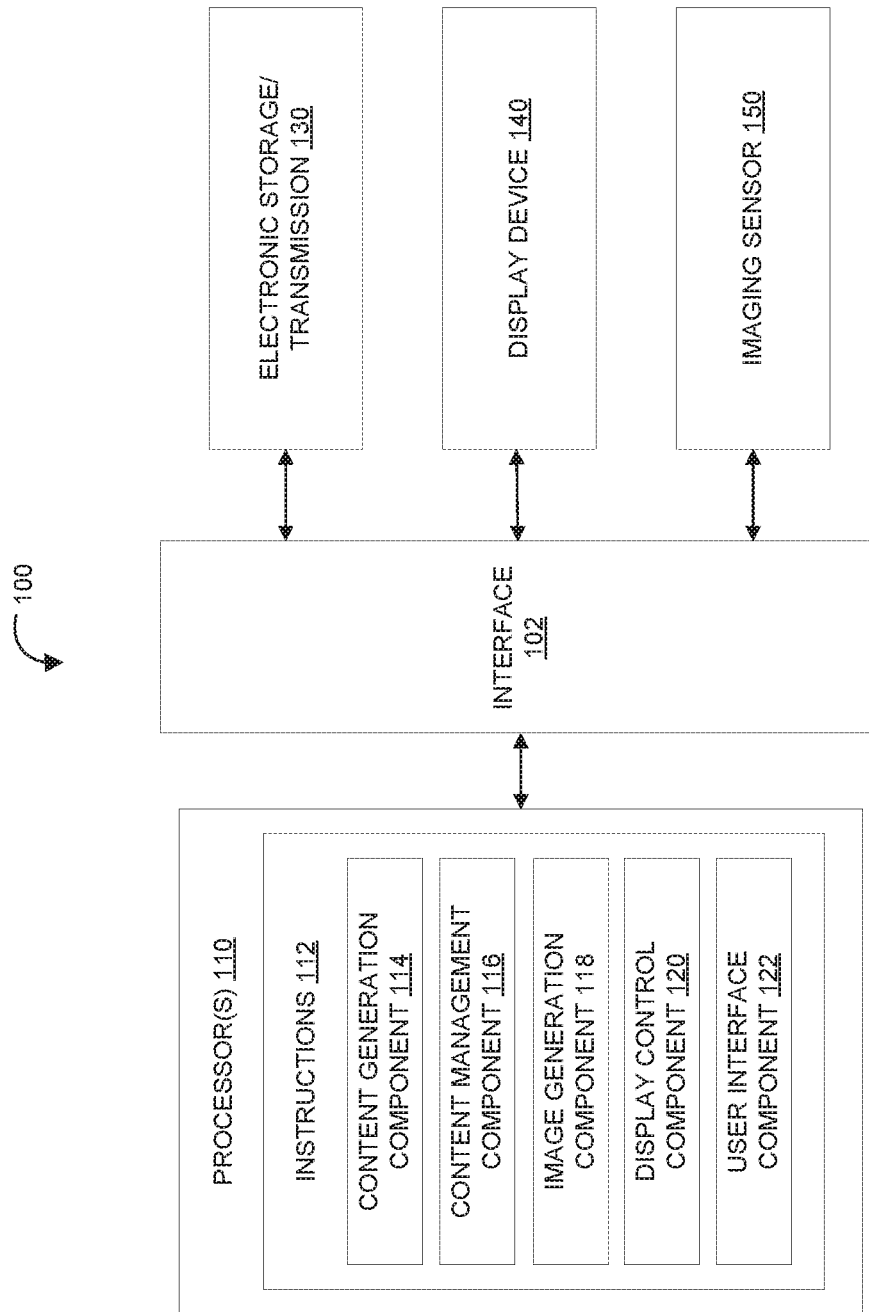 100
PROCESSOR(S) 110
INSTRUCTIONS 112
CONTENT GENERATION
COMPONENT 114
CONTENT MANAGEMENT
COMPONENT 116
IMAGE GENERATION
COMPONENT 118
DISPLAY CONTROL
COMPONENT 120
USER INTERFACE
COMPONENT 122
INTERFACE
102
ELECTRONIC STORAGE/
TRANSMISSION 130
DISPLAY DEVICE 140
IMAGING SENSOR 150